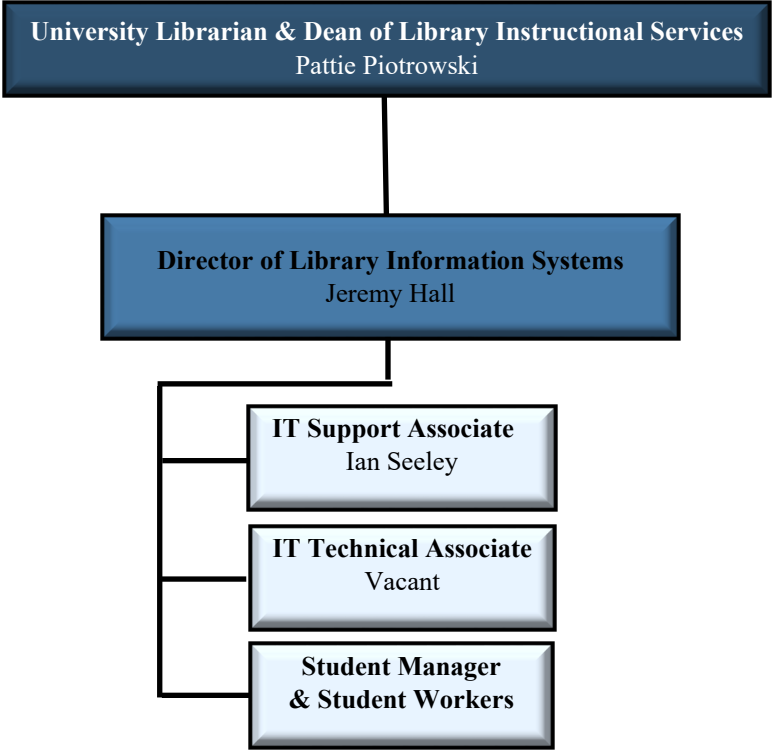 University Librarian & Dean of Library Instructional Services
Pattie Piotrowski
Director of Library Information Systems
Jeremy Hall
IT Support Associate
Ian Seeley
IT Technical Associate
Vacant
Student Manager
& Student Workers